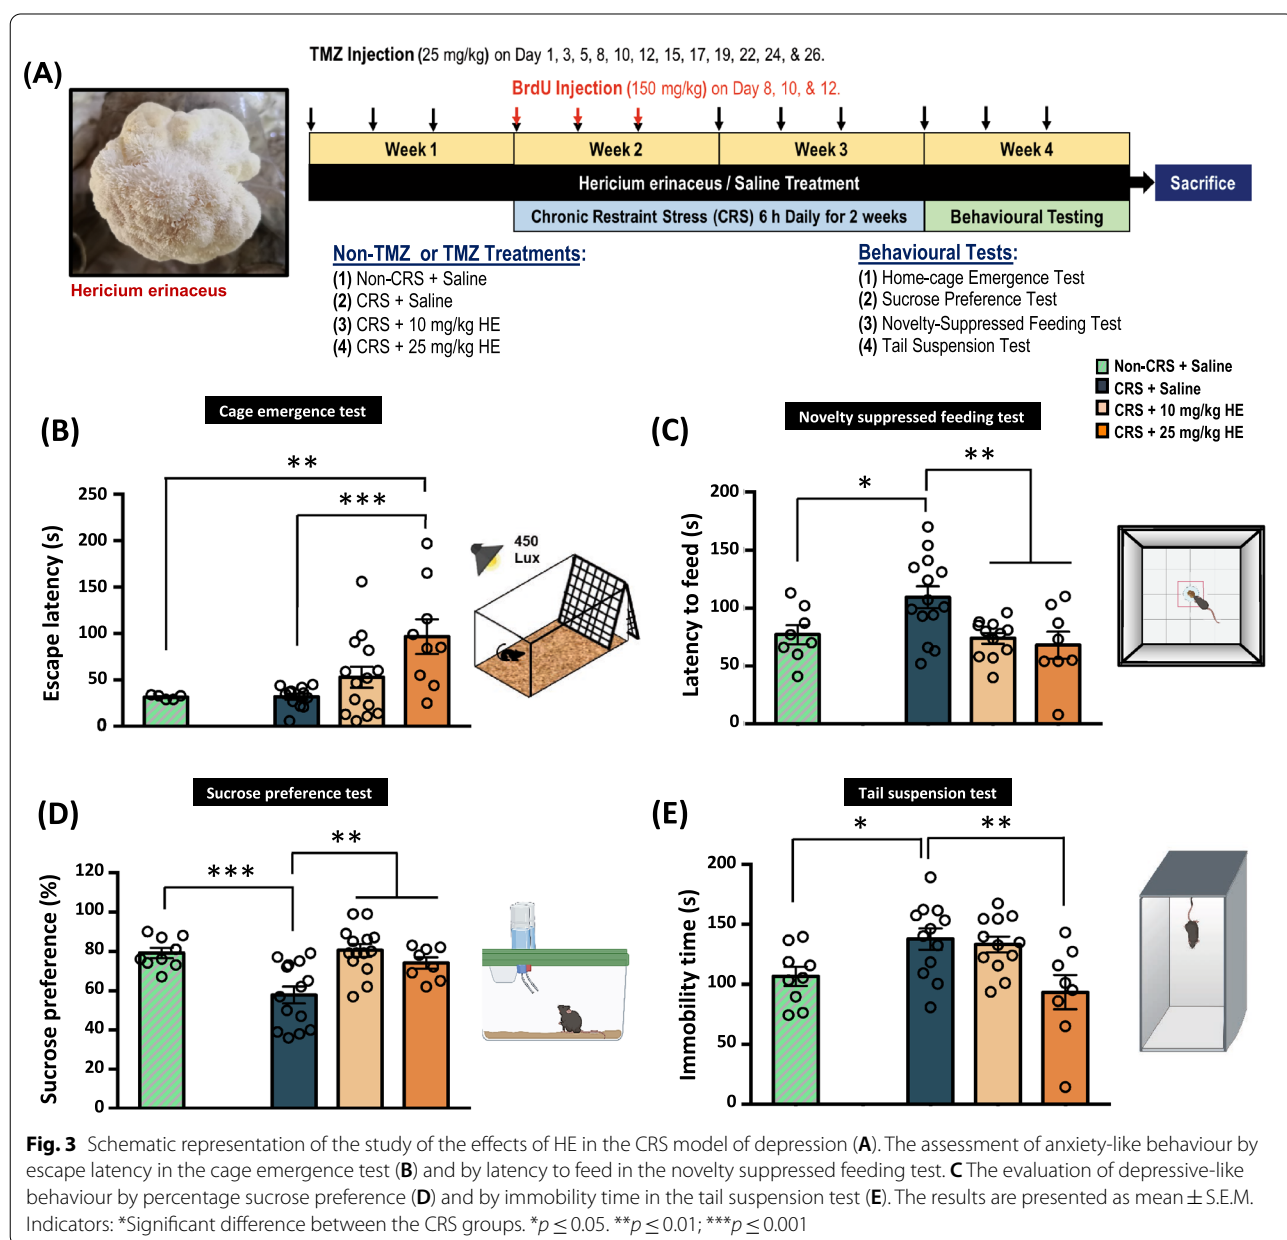 (A)
TMZ Injection (25 mg/kg) on Day 1, 3, 5, 8, 10, 12, 15, 17, 19, 22, 24, & 26.
BrdU Injection (150 mg/kg) on Day 8, 10, & 12.
Week 1 Week 2 Week 3 Week 4
Hericium erinaceus / Saline Treatment
Sacrifice
Chronic Restraint Stress (CRS) 6 h Daily for 2 weeks
Behavioural Testing
Hericium erinaceus
Non-TMZ or TMZ Treatments:
(1) Non-CRS + Saline
(2) CRS + Saline
(3) CRS + 10 mg/kg HE
(4) CRS + 25 mg/kg HE
Behavioural Tests:
(1) Home-cage Emergence Test
(2) Sucrose Preference Test
(3) Novelty-Suppressed Feeding Test
(4) Tail Suspension Test
Non-CRS + Saline
CRS + Saline
CRS + 10 mg/kg HE
CRS + 25 mg/kg HE
(B)
Cage emergence test
**
***
Escape latency (s)
250
200
150
100
50
0
450
Lux
(C)
Novelty suppressed feeding test
*
**
Latency to feed (s)
200
150
100
50
0
(D)
Sucrose preference test
***
**
Sucrose preference (%)
120
100
80
60
40
20
0
(E)
Tail suspension test
*
**
Immobility time (s)
200
150
100
50
0
Fig. 3 Schematic representation of the study of the effects of HE in the CRS model of depression (A). The assessment of anxiety-like behaviour by
escape latency in the cage emergence test (B) and by latency to feed in the novelty suppressed feeding test. C The evaluation of depressive-like
behaviour by percentage sucrose preference (D) and by immobility time in the tail suspension test (E). The results are presented as mean ± S.E.M.
Indicators: *Significant difference between the CRS groups. *p ≤ 0.05. **p ≤ 0.01; ***p ≤ 0.001